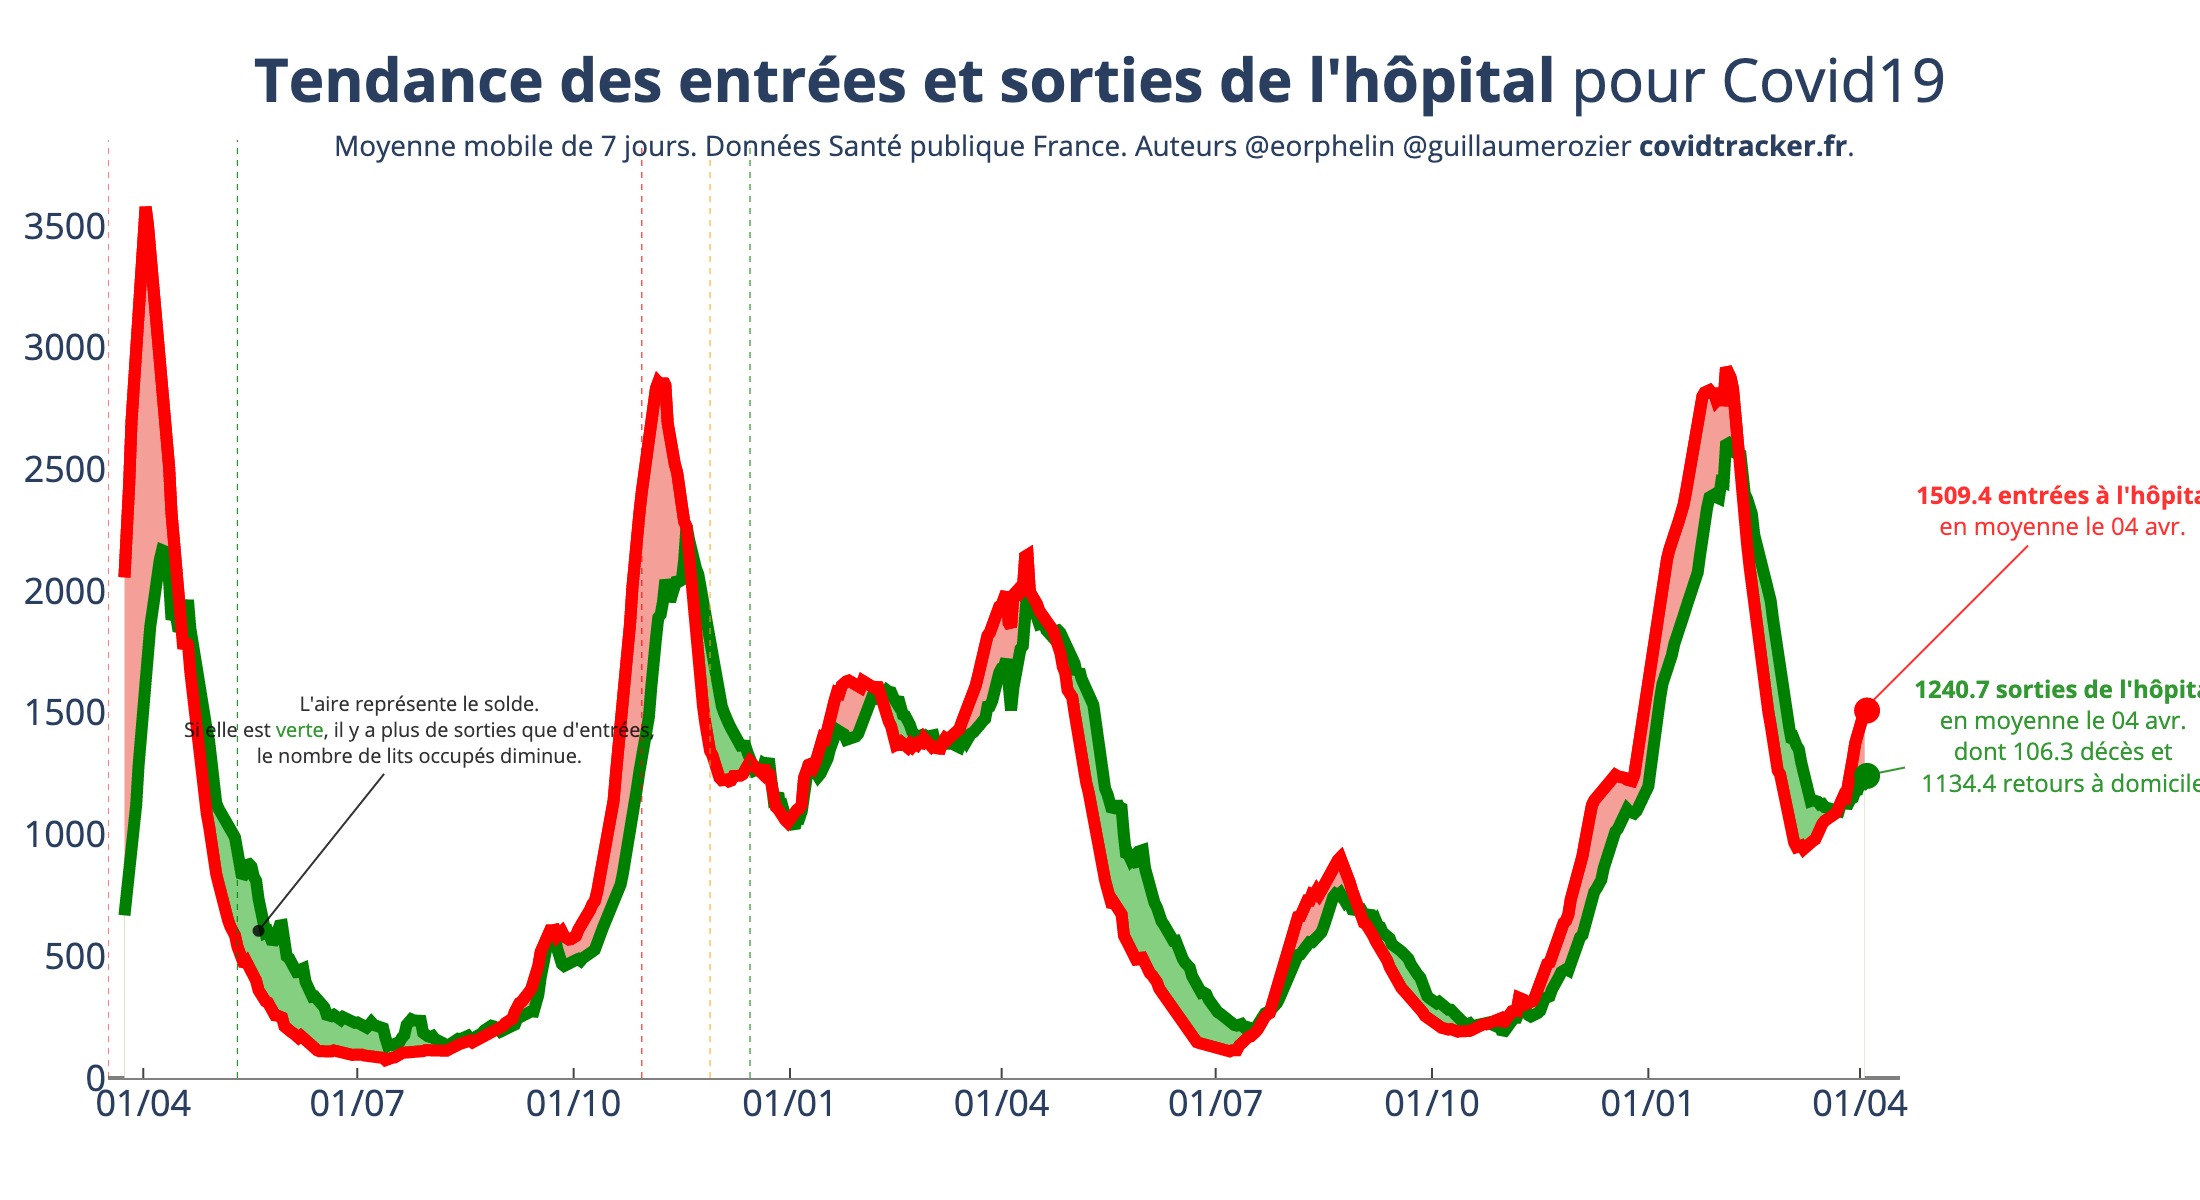 Tendance des entrées et sorties de l'hôpital pour Covid19
Moyenne mobile de 7 jours. Données Santé publique France. Auteurs @eorphelin @guillaumerozier covidtracker.fr.
3500
3000
2500
2000
1500
1000
500
0
1509.4 entrées à l'hôpita
en moyenne le 04 avr.
1240.7 sorties de l'hôpita
en moyenne le 04 avr.
dont 106.3 décès et
1134.4 retours à domicile
L'aire représente le solde.
Si elle est verte, il y a plus de sorties que d'entrées,
le nombre de lits occupés diminue.
01/04 01/07 01/10 01/01 01/04 01/07 01/10 01/01 01/04